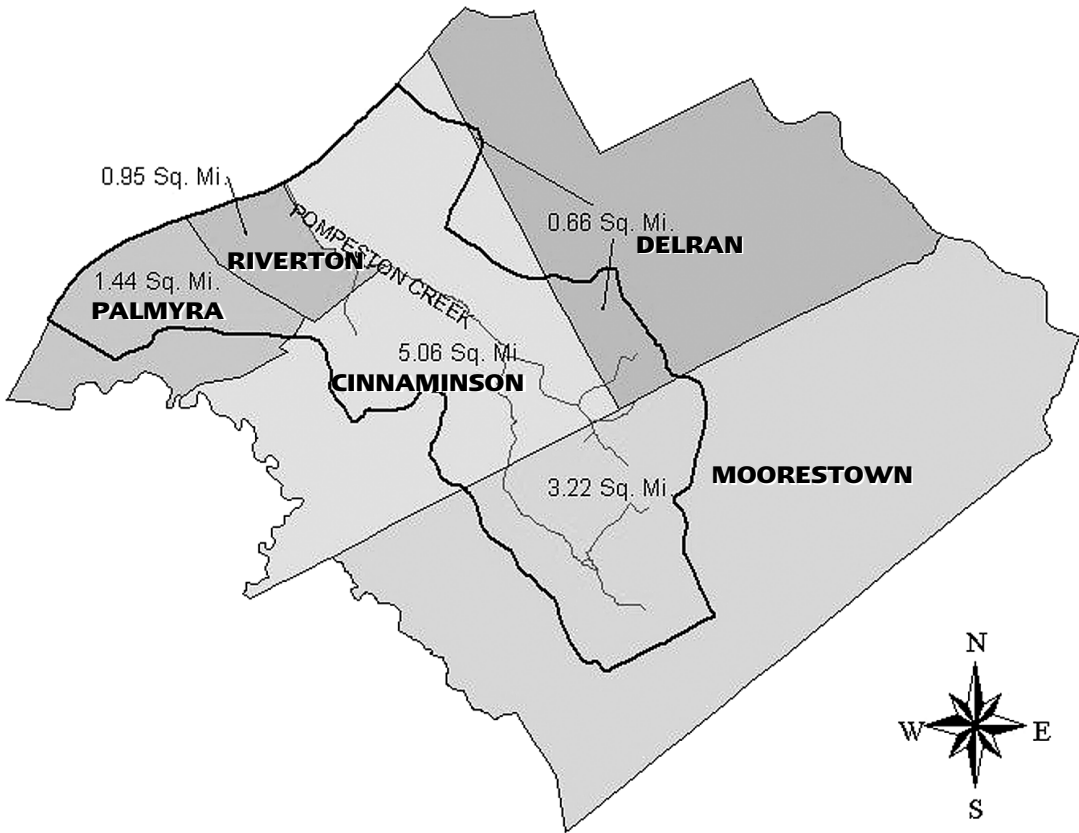 0.95 Sq. Mi.
POMPESTON CREEK
0.66 Sq. Mi.
DELRAN
RIVERTON
1.44 Sq. Mi.
PALMYRA
5.06 Sq. Mi
CINNAMINSON
MOORESTOWN
3.22 Sq. Mi.
N
W
E
S